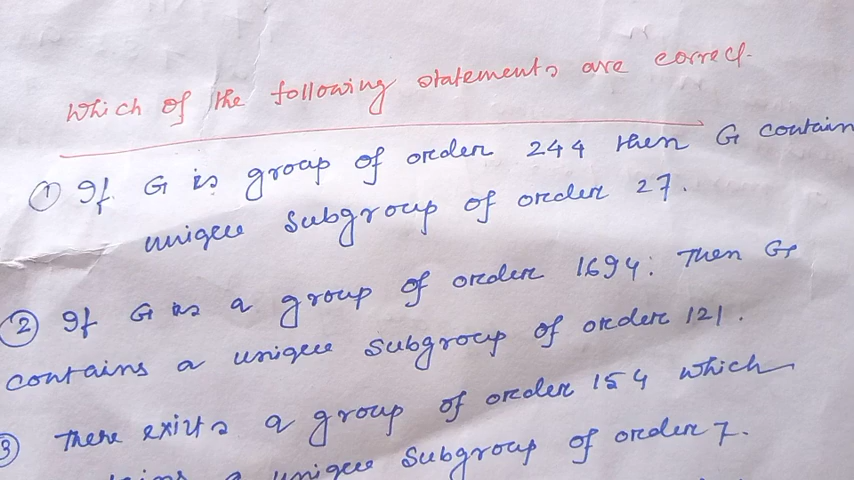 Which of the following statements are correct.
① If G is group of order 244 then G contain
unique subgroup of order 27.
② If G is a group of order 1694: Then G
contains a unique subgroup of order 121.
③ There exists a group of order 154 which
unique subgroup of order 7.